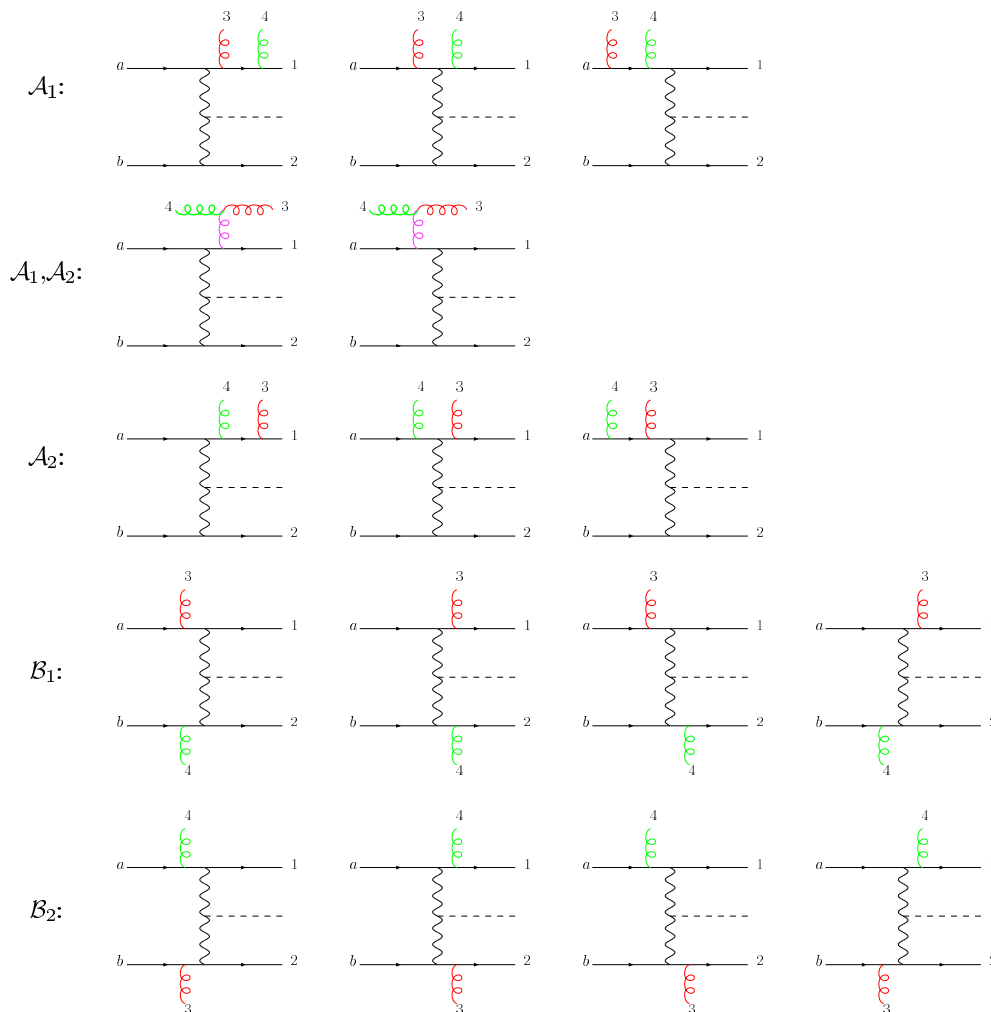 3 4 3 4 3 4
𝒜₁: a 1 a 1 a 1
b 2 b 2 b 2
4 3 4 3
𝒜₁,𝒜₂: a 1 a 1
b 2 b 2
4 3 4 3 4 3
𝒜₂: a 1 a 1 a 1
b 2 b 2 b 2
3 3 3 3
ℬ₁: a 1 a 1 a 1 a
b 2 b 2 b 2 b 2
4 4 4 4
4 4 4 4
ℬ₂: a 1 a 1 a 1 a
b 2 b 2 b 2 b 2
3 3 3 3